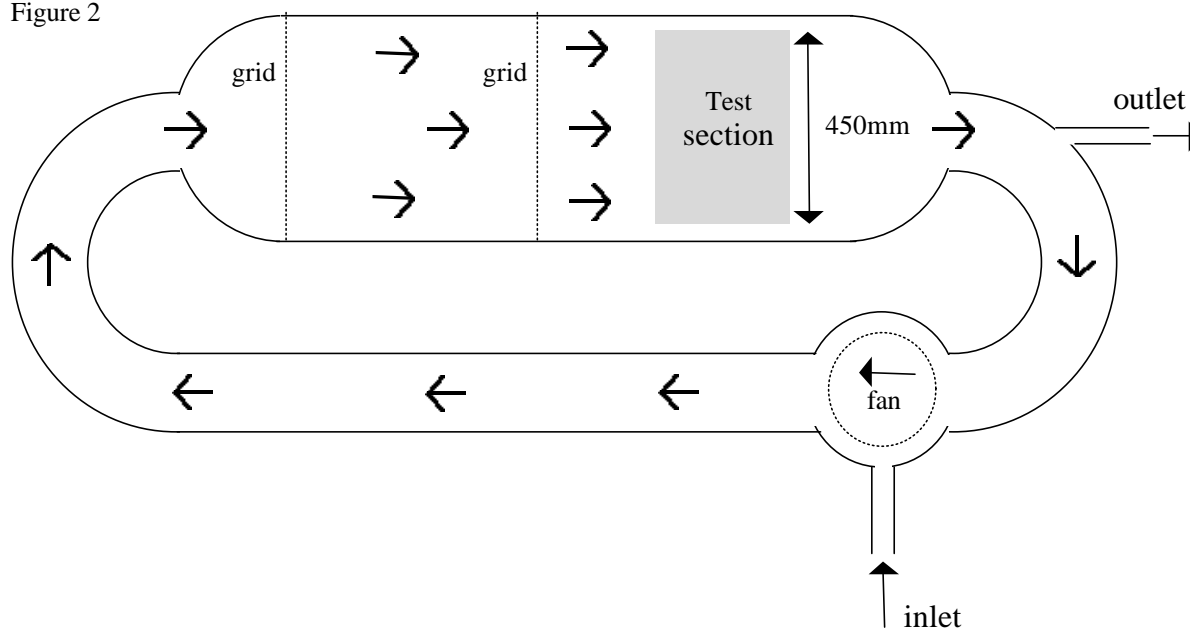 Figure 2
grid
grid
Test
section
450mm
outlet
fan
inlet